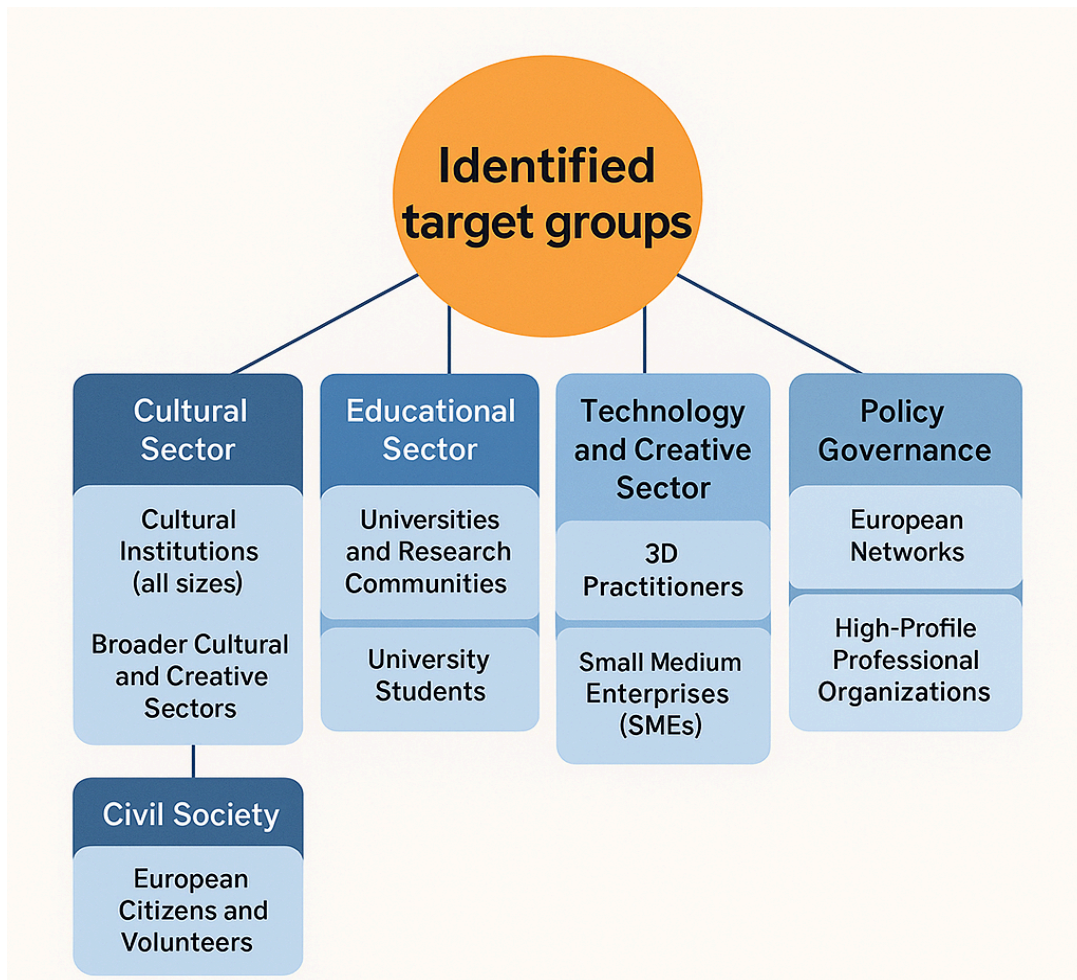 Identified
target groups
Cultural
Sector
Cultural
Institutions
(all sizes)
Broader Cultural
and Creative
Sectors
Civil Society
European
Citizens and
Volunteers
Educational
Sector
Universities
and Research
Communities
University
Students
Technology
and Creative
Sector
3D
Practitioners
Small Medium
Enterprises
(SMEs)
Policy
Governance
European
Networks
High-Profile
Professional
Organizations